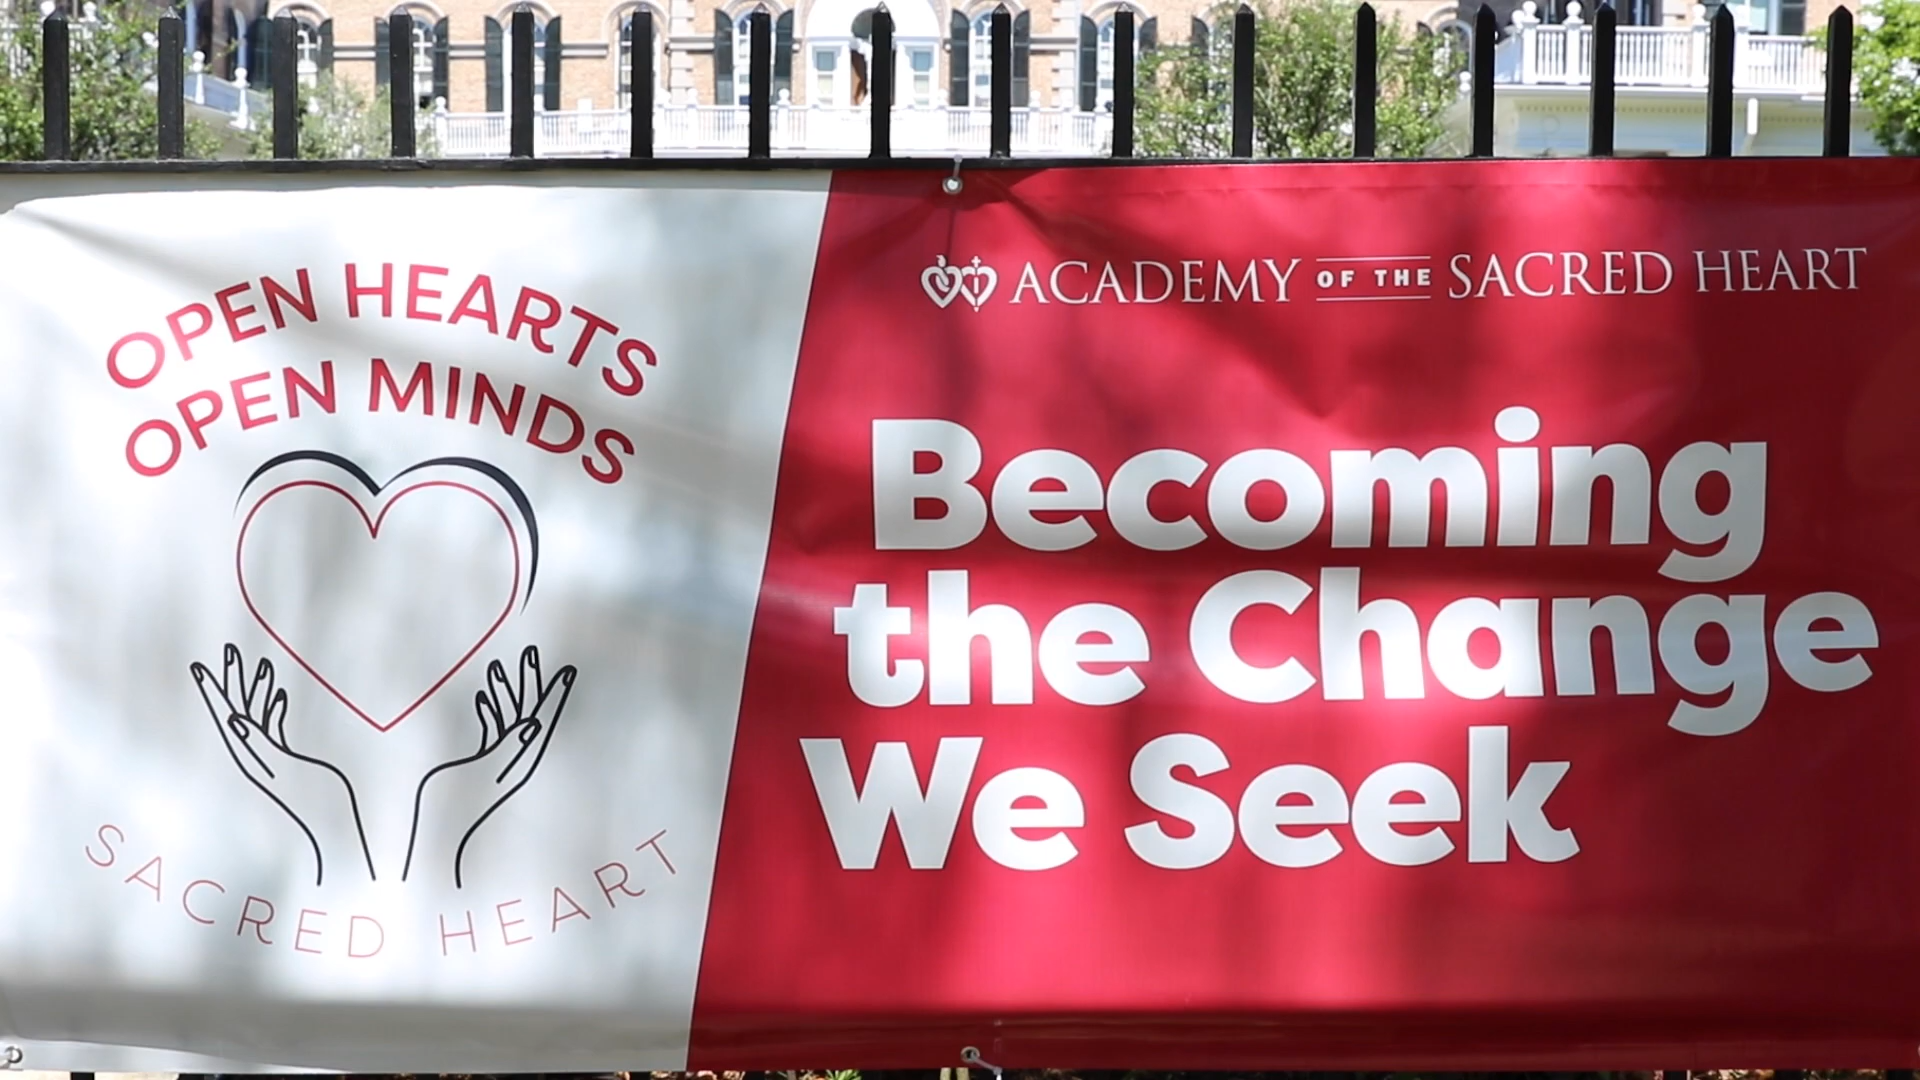 OPEN HEARTS
OPEN MINDS
SACRED HEART
ACADEMY OF THE SACRED HEART
Becoming
the Change
We Seek